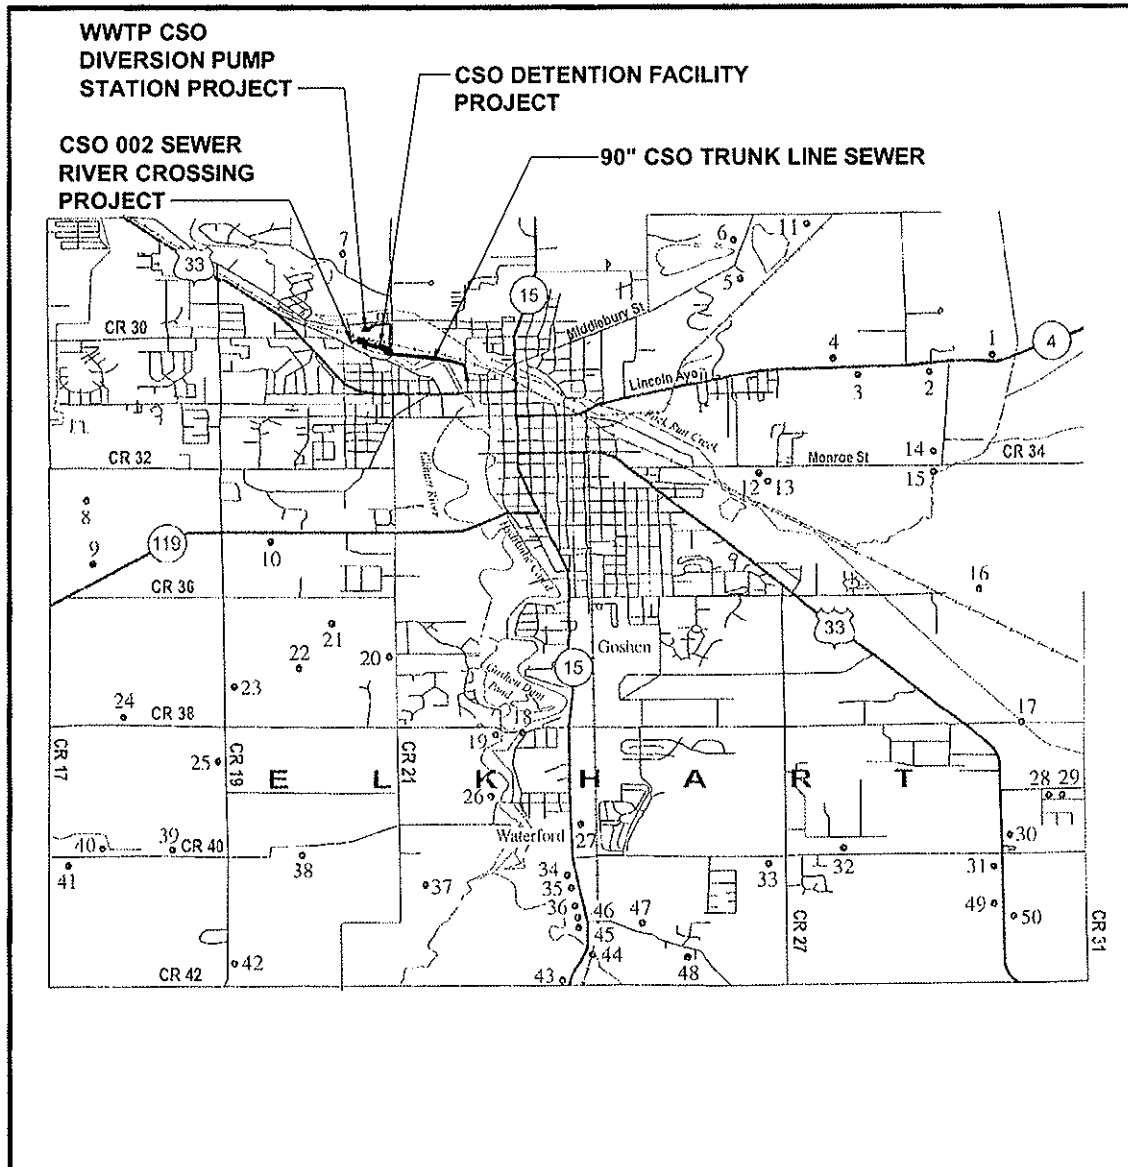 WWTP CSO
DIVERSION PUMP
STATION PROJECT
CSO DETENTION FACILITY
PROJECT
CSO 002 SEWER
RIVER CROSSING
PROJECT
90" CSO TRUNK LINE SEWER
7
6
11
33
5
15
CR 30
Middlebury St
4
1
4
Lincoln Av
3
2
Rock Run Creek
CR 32
Monroe St
14
CR 34
12
13
15
8
119
10
9
16
CR 36
21
33
20
22
Goshen
15
23
Goshen Dam
Pond
24
CR 38
19
18
17
CR 17
25
CR 19
CR 21
E L K H A R T
26
28
29
Waterford
27
30
40
39
CR 40
38
32
41
37
34
33
31
35
36
46
47
49
50
CR 27
CR 31
45
44
42
CR 42
43
48